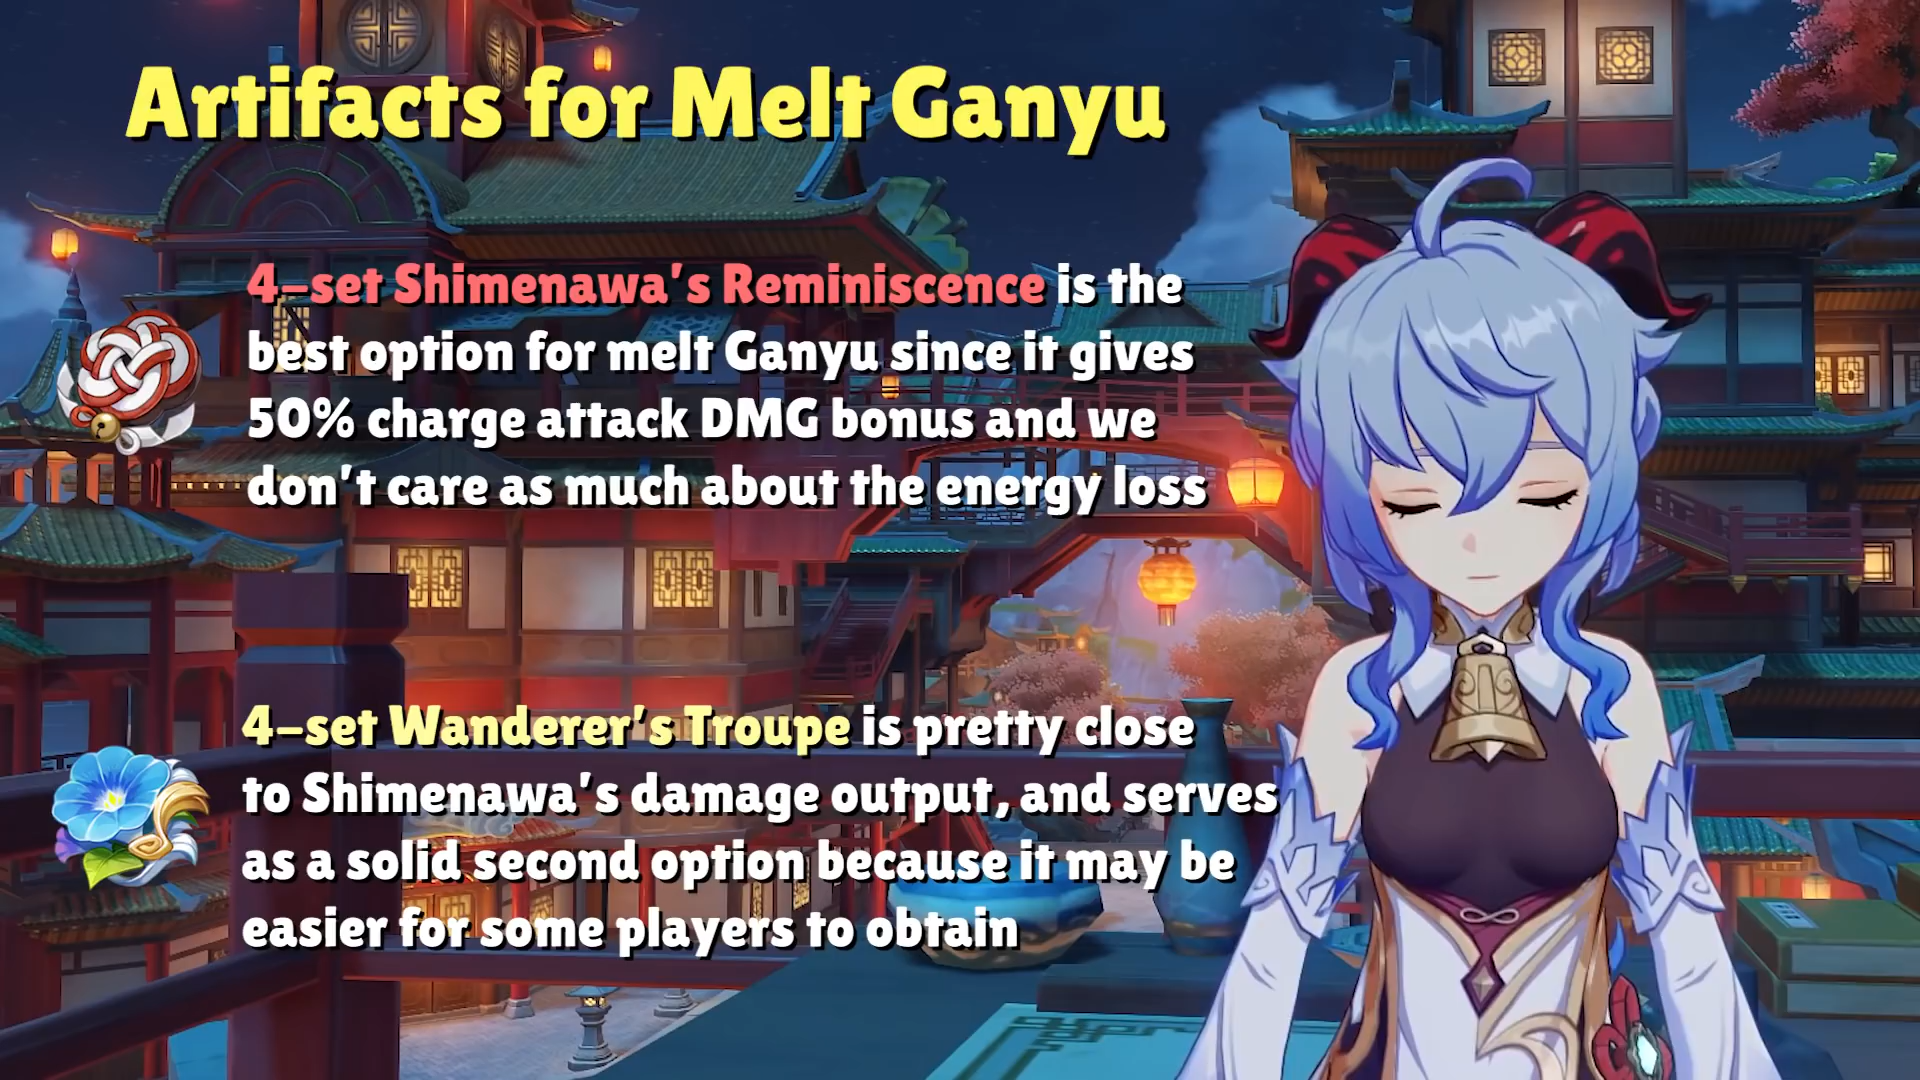 Artifacts for Melt Ganyu
4-set Shimenawa's Reminiscence is the
best option for melt Ganyu since it gives
50% charge attack DMG bonus and we
don't care as much about the energy loss
4-set Wanderer's Troupe is pretty close
to Shimenawa's damage output, and serves
as a solid second option because it may be
easier for some players to obtain